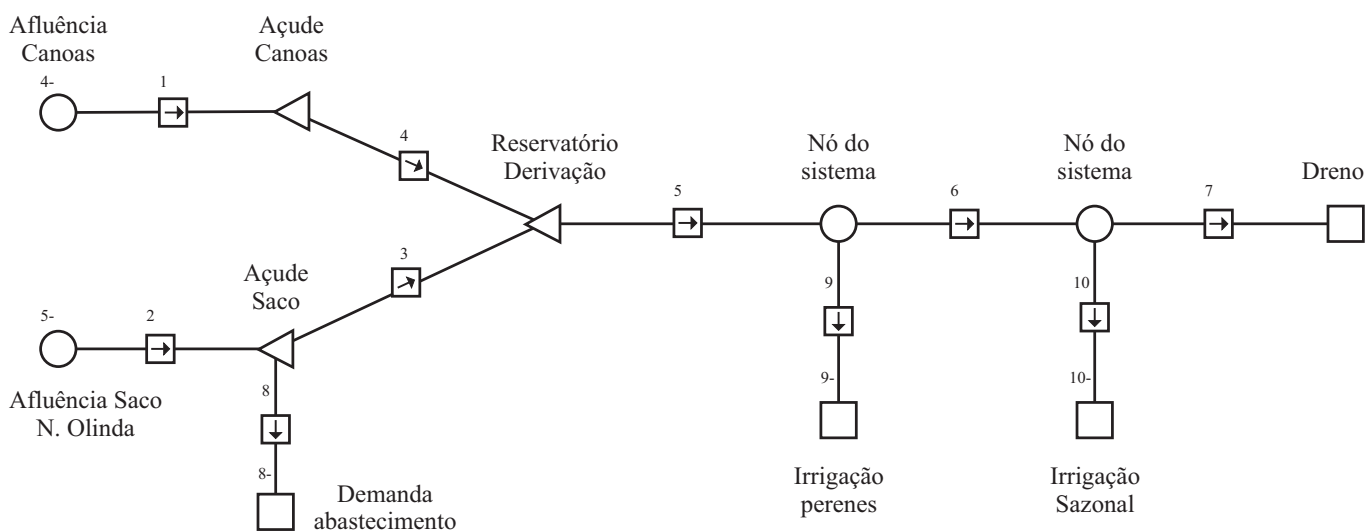 Afluência
Canoas
Açude
Canoas
4-
1
4
Reservatório
Derivação
Nó do
sistema
Nó do
sistema
Dreno
5
6
7
3
Açude
Saco
5-
2
9
10
Afluência Saco
N. Olinda
8
9-
10-
8-
Demanda
abastecimento
Irrigação
perenes
Irrigação
Sazonal